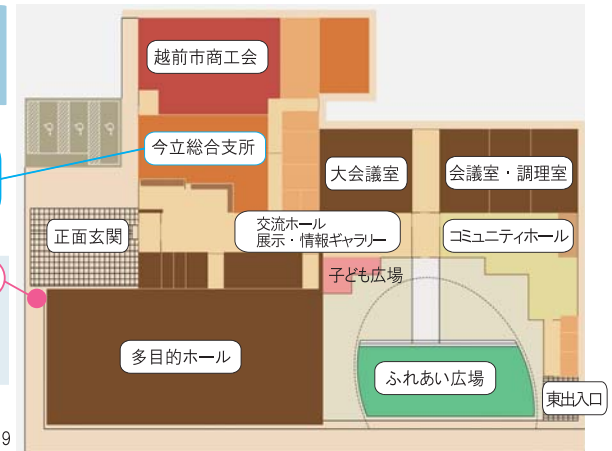 越前市商工会
今立総合支所
大会議室
会議室・調理室
正面玄関
交流ホール
展示・情報ギャラリー
コミュニティホール
子ども広場
多目的ホール
ふれあい広場
東出入口
9